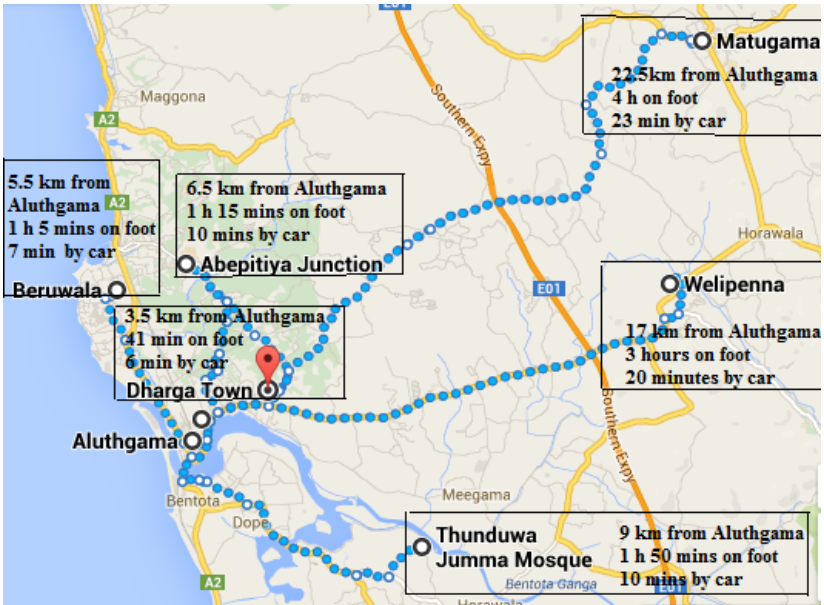 E01
Matugama
22.5km from Aluthgama
4 h on foot
23 min by car
Southern Expy
Maggona
A2
5.5 km from
Aluthgama
1 h 5 mins on foot
7 min by car
A2
6.5 km from Aluthgama
1 h 15 mins on foot
10 mins by car
Abepitiya Junction
Horawala
Beruwala
E01
Welipenna
3.5 km from Aluthgama
41 min on foot
6 min by car
Dharga Town
17 km from Aluthgama
3 hours on foot
20 minutes by car
Aluthgama
Southern Expy
Bentota
Dope
Meegama
Thunduwa
Jumma Mosque
9 km from Aluthgama
1 h 50 mins on foot
10 mins by car
A2
Bentota Ganga
E01
Horawala